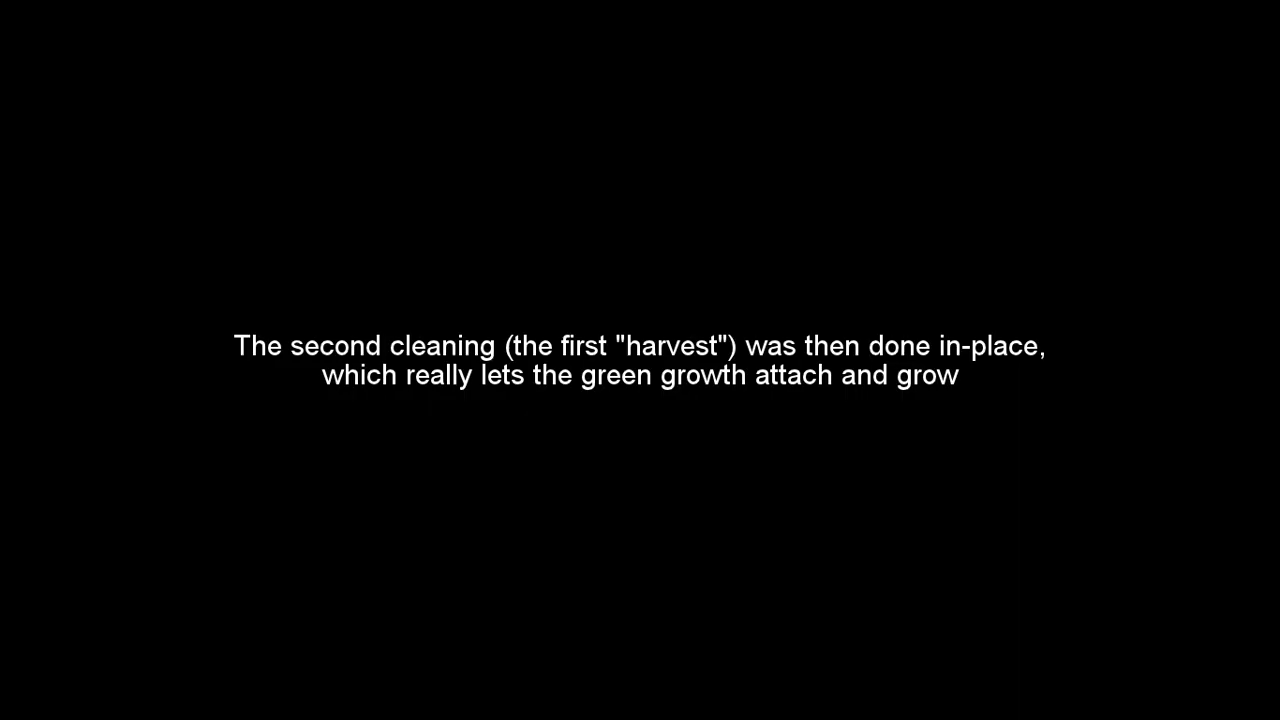 The second cleaning (the first "harvest") was then done in-place,
which really lets the green growth attach and grow